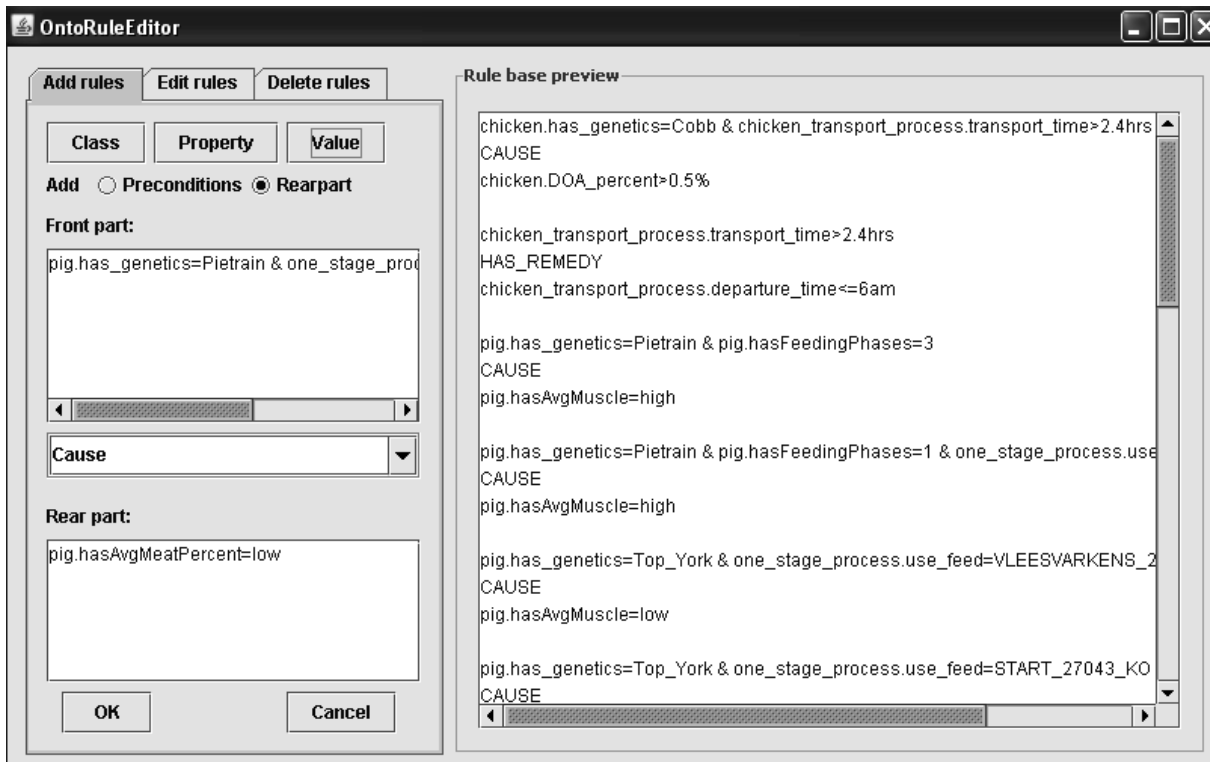 OntoRuleEditor
Add rules
Edit rules
Delete rules
Class
Property
Value
Add
Preconditions
Rearpart
Front part:
pig.has_genetics=Pietrain & one_stage_proc
Cause
Rear part:
pig.hasAvgMeatPercent=low
OK
Cancel
Rule base preview
chicken.has_genetics=Cobb & chicken_transport_process.transport_time>2.4hrs
CAUSE
chicken.DOA_percent>0.5%
chicken_transport_process.transport_time>2.4hrs
HAS_REMEDY
chicken_transport_process.departure_time<=6am
pig.has_genetics=Pietrain & pig.hasFeedingPhases=3
CAUSE
pig.hasAvgMuscle=high
pig.has_genetics=Pietrain & pig.hasFeedingPhases=1 & one_stage_process.use
CAUSE
pig.hasAvgMuscle=high
pig.has_genetics=Top_York & one_stage_process.use_feed=VLEESVARKENS_2
CAUSE
pig.hasAvgMuscle=low
pig.has_genetics=Top_York & one_stage_process.use_feed=START_27043_KO
CAUSE